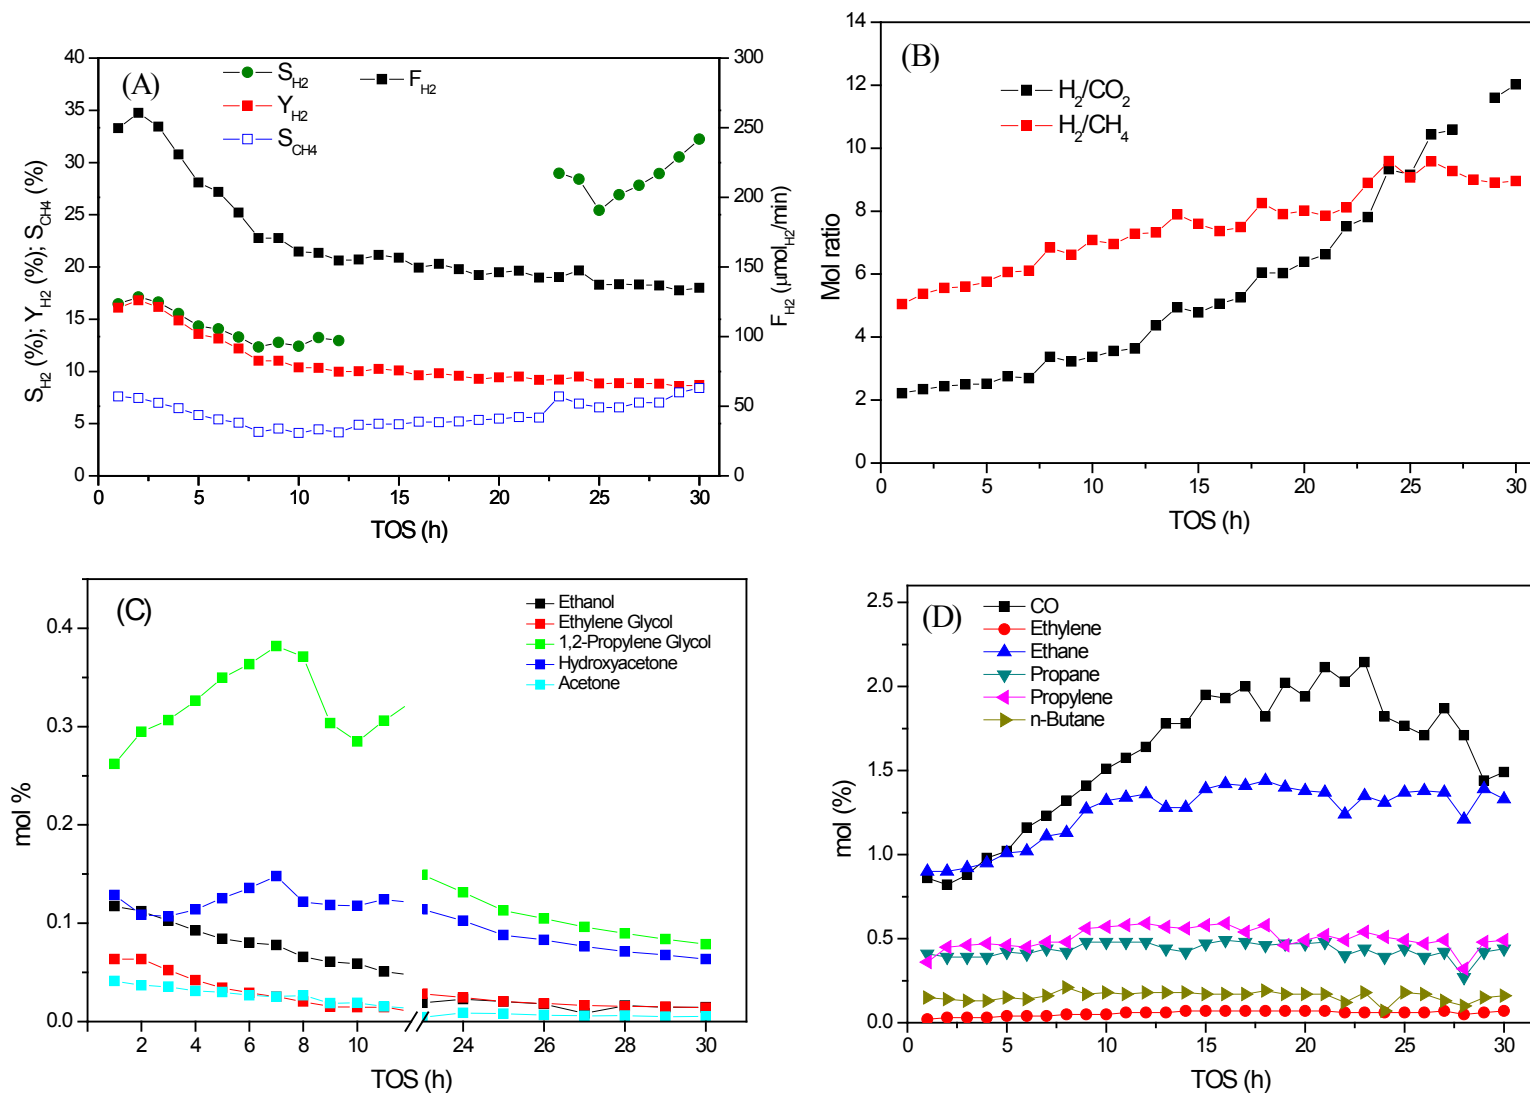 (A)
S_H2
Y_H2
S_CH4
F_H2
40
35
30
25
20
15
10
5
0
300
250
200
150
100
50
0
0 5 10 15 20 25 30
S_H2 (%); Y_H2 (%); S_CH4 (%)
F_H2 (μmol_H2/min)
TOS (h)
(B)
H2/CO2
H2/CH4
14
12
10
8
6
4
2
0
0 5 10 15 20 25 30
Mol ratio
TOS (h)
(C)
Ethanol
Ethylene Glycol
1,2-Propylene Glycol
Hydroxyacetone
Acetone
0.4
0.3
0.2
0.1
0.0
2 4 6 8 10 24 26 28 30
mol %
TOS (h)
(D)
CO
Ethylene
Ethane
Propane
Propylene
n-Butane
2.5
2.0
1.5
1.0
0.5
0.0
0 5 10 15 20 25 30
mol (%)
TOS (h)